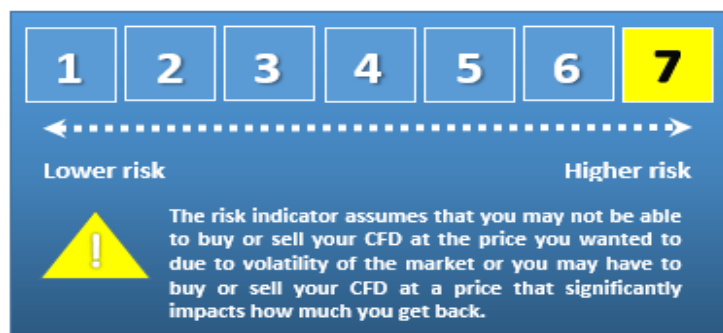 1 2 3 4 5 6 7
Lower risk Higher risk
!
The risk indicator assumes that you may not be able
to buy or sell your CFD at the price you wanted to
due to volatility of the market or you may have to
buy or sell your CFD at a price that significantly
impacts how much you get back.